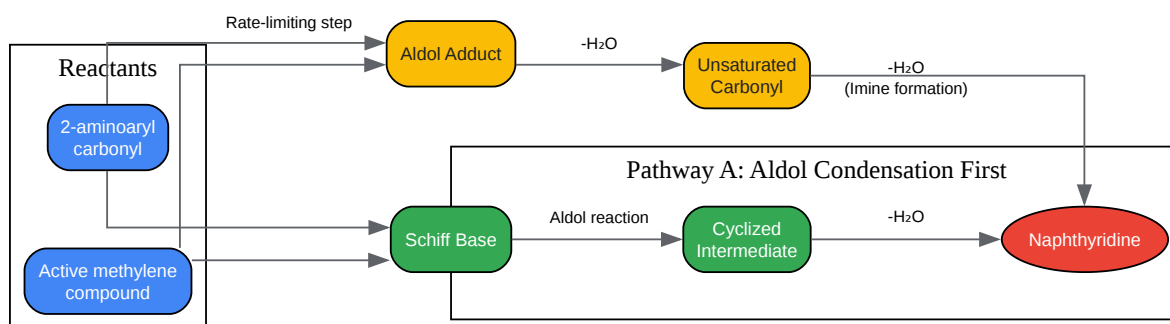 Rate-limiting step
Reactants
Aldol Adduct
-H₂O
Unsaturated
Carbonyl
-H₂O
(Imine formation)
2-aminoaryl
carbonyl
Pathway A: Aldol Condensation First
Schiff Base
Aldol reaction
Cyclized
Intermediate
-H₂O
Naphthyridine
Active methylene
compound